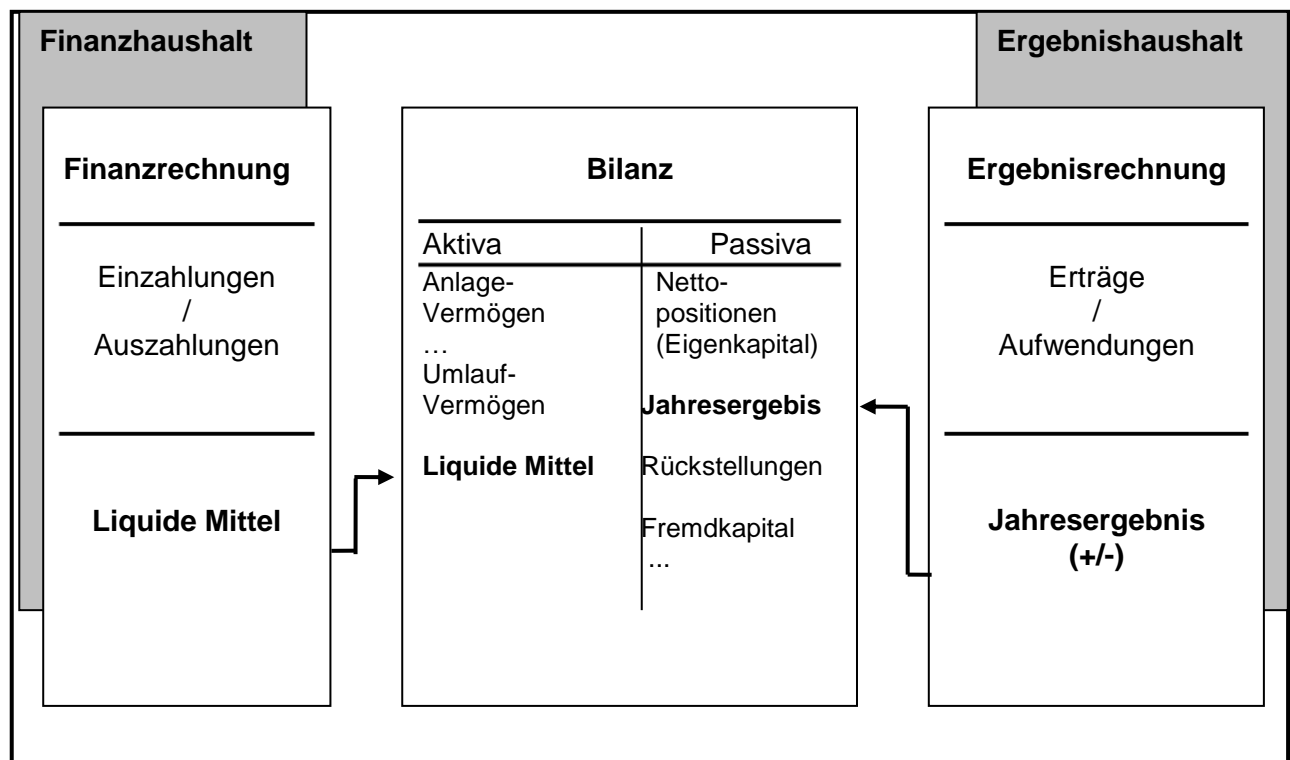 Finanzhaushalt
Ergebnishaushalt
Finanzrechnung
Einzahlungen
/
Auszahlungen
Liquide Mittel
Bilanz
Aktiva
Passiva
Anlage-
Vermögen
…
Umlauf-
Vermögen
Liquide Mittel
Netto-
positionen
(Eigenkapital)
Jahresergebis
Rückstellungen
Fremdkapital
...
Ergebnisrechnung
Erträge
/
Aufwendungen
Jahresergebnis
(+/-)